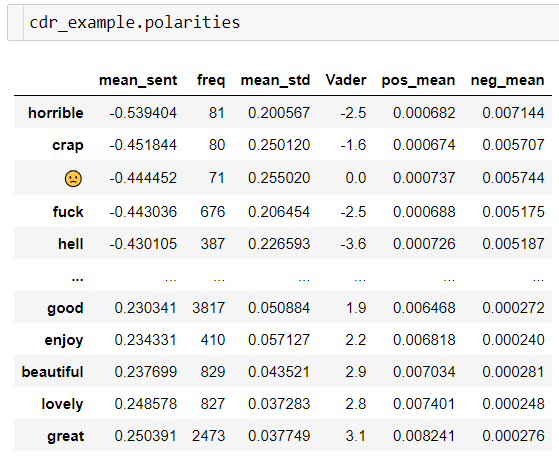 cdr_example.polarities
mean_sent freq mean_std Vader pos_mean neg_mean
horrible -0.539404 81 0.200567 -2.5 0.000682 0.007144
crap -0.451844 80 0.250120 -1.6 0.000674 0.005707
🙁 -0.444452 71 0.255020 0.0 0.000737 0.005744
fuck -0.443036 676 0.206454 -2.5 0.000688 0.005175
hell -0.430105 387 0.226593 -3.6 0.000726 0.005187
... ... ... ... ... ... ...
good 0.230341 3817 0.050884 1.9 0.006468 0.000272
enjoy 0.234331 410 0.057127 2.2 0.006818 0.000240
beautiful 0.237699 829 0.043521 2.9 0.007034 0.000281
lovely 0.248578 827 0.037283 2.8 0.007401 0.000248
great 0.250391 2473 0.037749 3.1 0.008241 0.000276